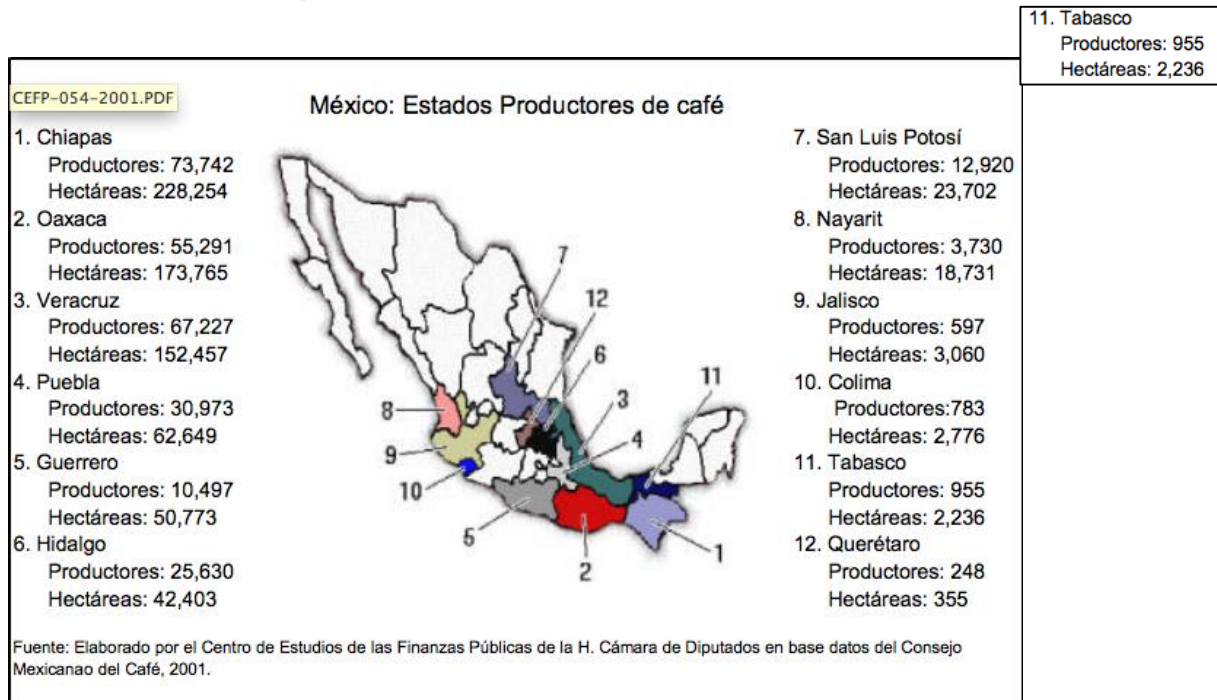 11. Tabasco
Productores: 955
Hectáreas: 2,236
CEFP-054-2001.PDF
México: Estados Productores de café
1. Chiapas
Productores: 73,742
Hectáreas: 228,254
2. Oaxaca
Productores: 55,291
Hectáreas: 173,765
3. Veracruz
Productores: 67,227
Hectáreas: 152,457
4. Puebla
Productores: 30,973
Hectáreas: 62,649
5. Guerrero
Productores: 10,497
Hectáreas: 50,773
6. Hidalgo
Productores: 25,630
Hectáreas: 42,403
7
12
6
3
4
11
8
9
10
5
2
1
7. San Luis Potosí
Productores: 12,920
Hectáreas: 23,702
8. Nayarit
Productores: 3,730
Hectáreas: 18,731
9. Jalisco
Productores: 597
Hectáreas: 3,060
10. Colima
Productores:783
Hectáreas: 2,776
11. Tabasco
Productores: 955
Hectáreas: 2,236
12. Querétaro
Productores: 248
Hectáreas: 355
Fuente: Elaborado por el Centro de Estudios de las Finanzas Públicas de la H. Cámara de Diputados en base datos del Consejo
Mexicanao del Café, 2001.